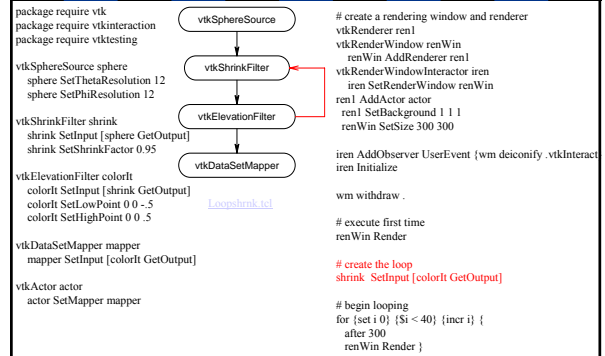 package require vtk
package require vtkinteraction
package require vtktesting
vtkSphereSource sphere
sphere SetThetaResolution 12
sphere SetPhiResolution 12
vtkShrinkFilter shrink
shrink SetInput [sphere GetOutput]
shrink SetShrinkFactor 0.95
vtkElevationFilter colorIt
colorIt SetInput [shrink GetOutput]
colorIt SetLowPoint 0 0 -.5
colorIt SetHighPoint 0 0 .5
vtkDataSetMapper mapper
mapper SetInput [colorIt GetOutput]
vtkActor actor
actor SetMapper mapper
vtkSphereSource
vtkShrinkFilter
vtkElevationFilter
vtkDataSetMapper
Loopshrnk.tcl
# create a rendering window and renderer
vtkRenderer ren1
vtkRenderWindow renWin
renWin AddRenderer ren1
vtkRenderWindowInteractor iren
iren SetRenderWindow renWin
ren1 AddActor actor
ren1 SetBackground 1 1 1
renWin SetSize 300 300
iren AddObserver UserEvent {wm deiconify .vtkInteract
iren Initialize
wm withdraw .
# execute first time
renWin Render
# create the loop
shrink SetInput [colorIt GetOutput]
# begin looping
for {set i 0} {$i < 40} {incr i} {
after 300
renWin Render }